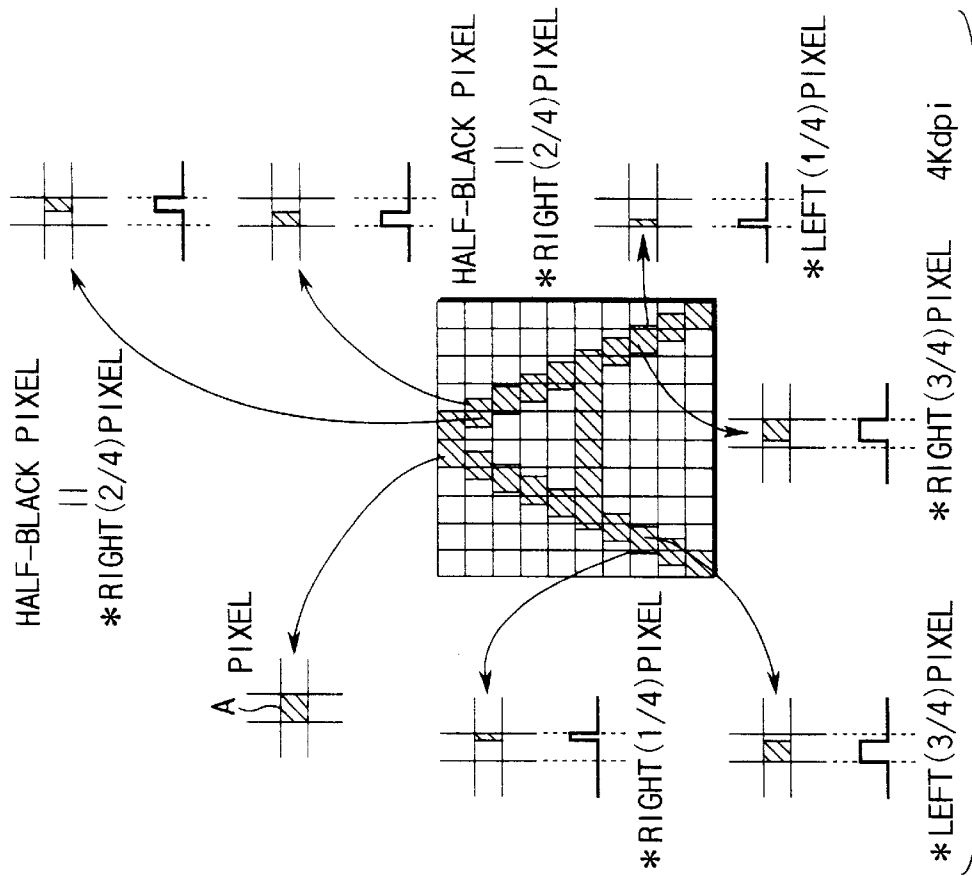 HALF-BLACK PIXEL
||
*RIGHT(2/4)PIXEL
A
PIXEL
HALF-BLACK PIXEL
||
*RIGHT(2/4)PIXEL
*RIGHT(1/4)PIXEL
*LEFT(1/4)PIXEL
*LEFT(3/4)PIXEL
*RIGHT(3/4)PIXEL
4Kdpi